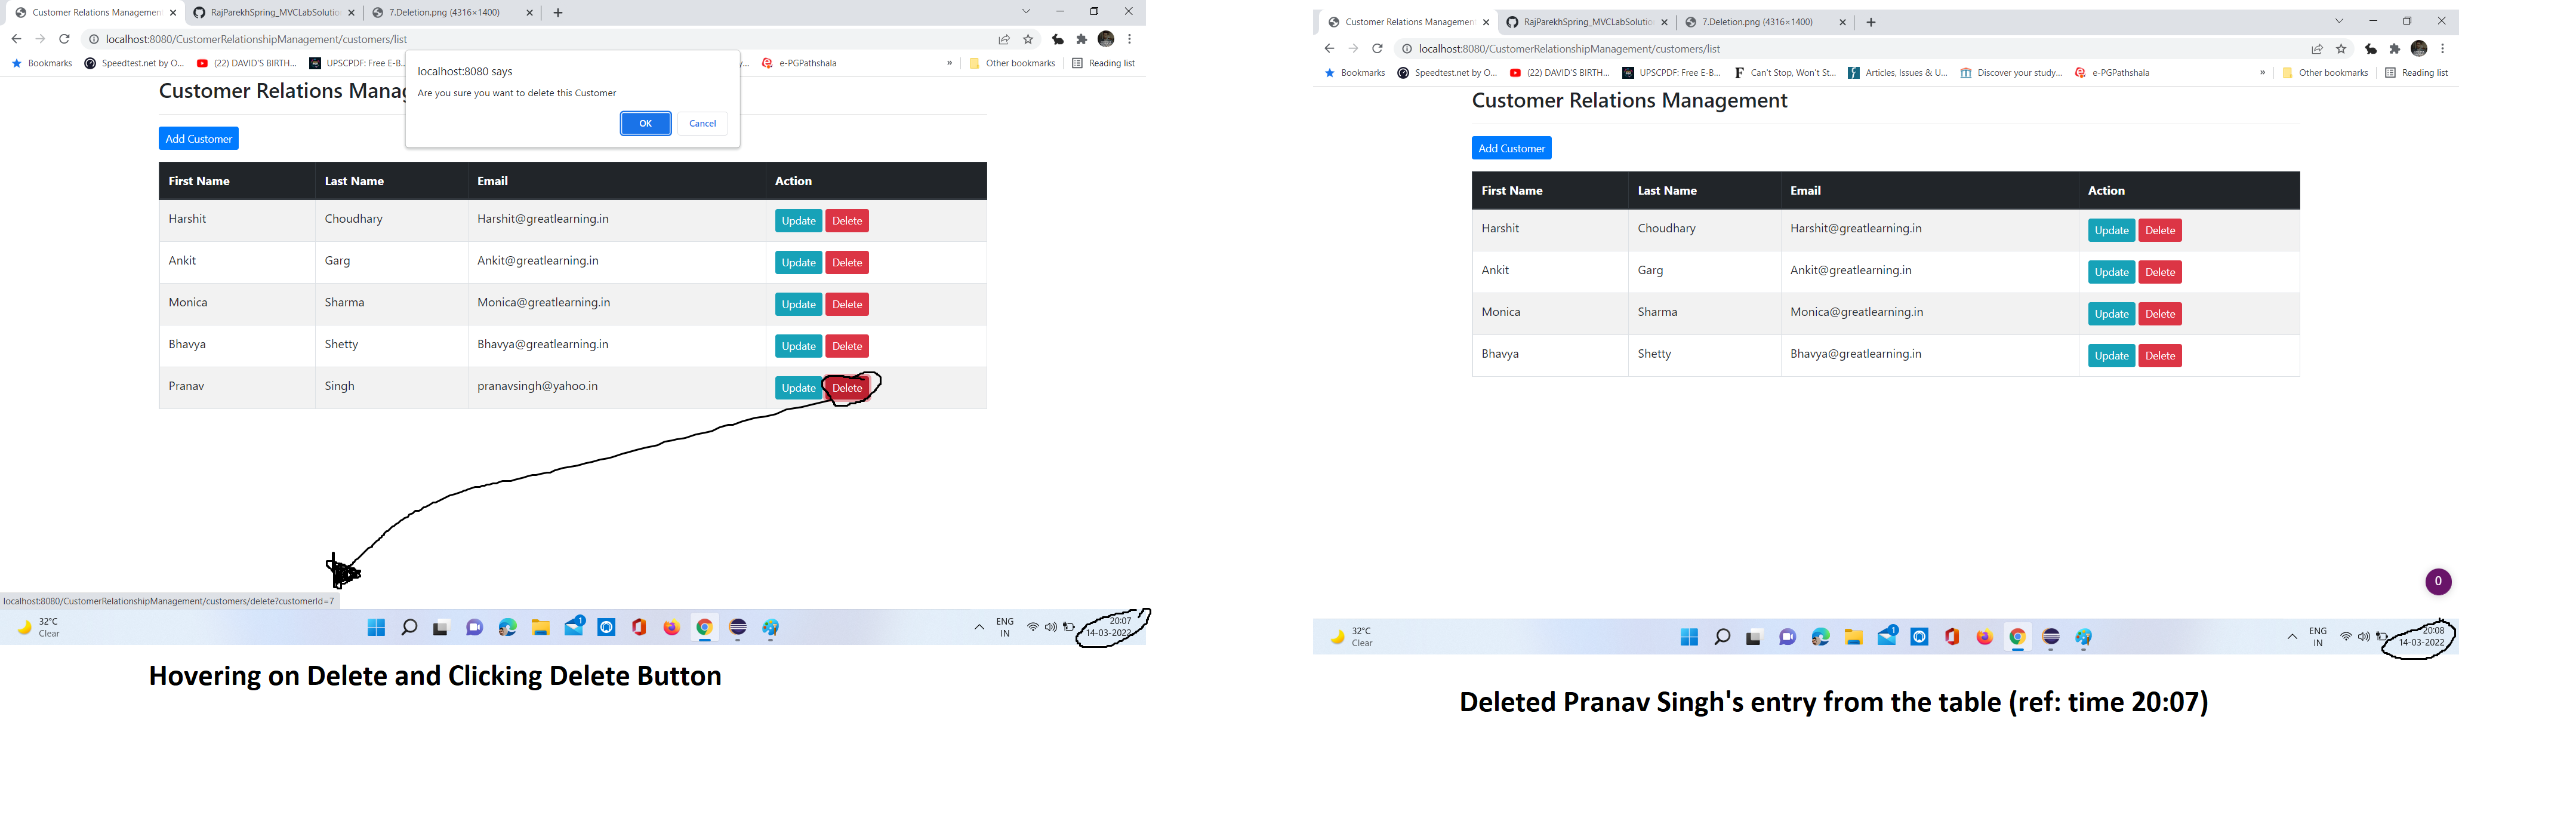 Customer Relations Management
RajParekhSpring_MVCLabSolutio
7.Deletion.png (4316×1400)
localhost:8080/CustomerRelationshipManagement/customers/list
Bookmarks
Speedtest.net by O...
(22) DAVID'S BIRTH...
UPSCPDF: Free E-B...
e-PGPathshala
»
Other bookmarks
Reading list
localhost:8080 says
Are you sure you want to delete this Customer
OK Cancel
Customer Relations Manag
Add Customer
First Name Last Name Email Action
Harshit Choudhary Harshit@greatlearning.in Update Delete
Ankit Garg Ankit@greatlearning.in Update Delete
Monica Sharma Monica@greatlearning.in Update Delete
Bhavya Shetty Bhavya@greatlearning.in Update Delete
Pranav Singh pranavsingh@yahoo.in Update Delete
localhost:8080/CustomerRelationshipManagement/customers/delete?customerId=7
32°C
Clear
1
ENG
IN
20:07
14-03-2022
Hovering on Delete and Clicking Delete Button
Customer Relations Management
RajParekhSpring_MVCLabSolutio
7.Deletion.png (4316×1400)
localhost:8080/CustomerRelationshipManagement/customers/list
Bookmarks
Speedtest.net by O...
(22) DAVID'S BIRTH...
UPSCPDF: Free E-B...
Can't Stop, Won't St...
Articles, Issues & U...
Discover your study...
e-PGPathshala
»
Other bookmarks
Reading list
Customer Relations Management
Add Customer
First Name Last Name Email Action
Harshit Choudhary Harshit@greatlearning.in Update Delete
Ankit Garg Ankit@greatlearning.in Update Delete
Monica Sharma Monica@greatlearning.in Update Delete
Bhavya Shetty Bhavya@greatlearning.in Update Delete
0
32°C
Clear
1
ENG
IN
20:08
14-03-2022
Deleted Pranav Singh's entry from the table (ref: time 20:07)